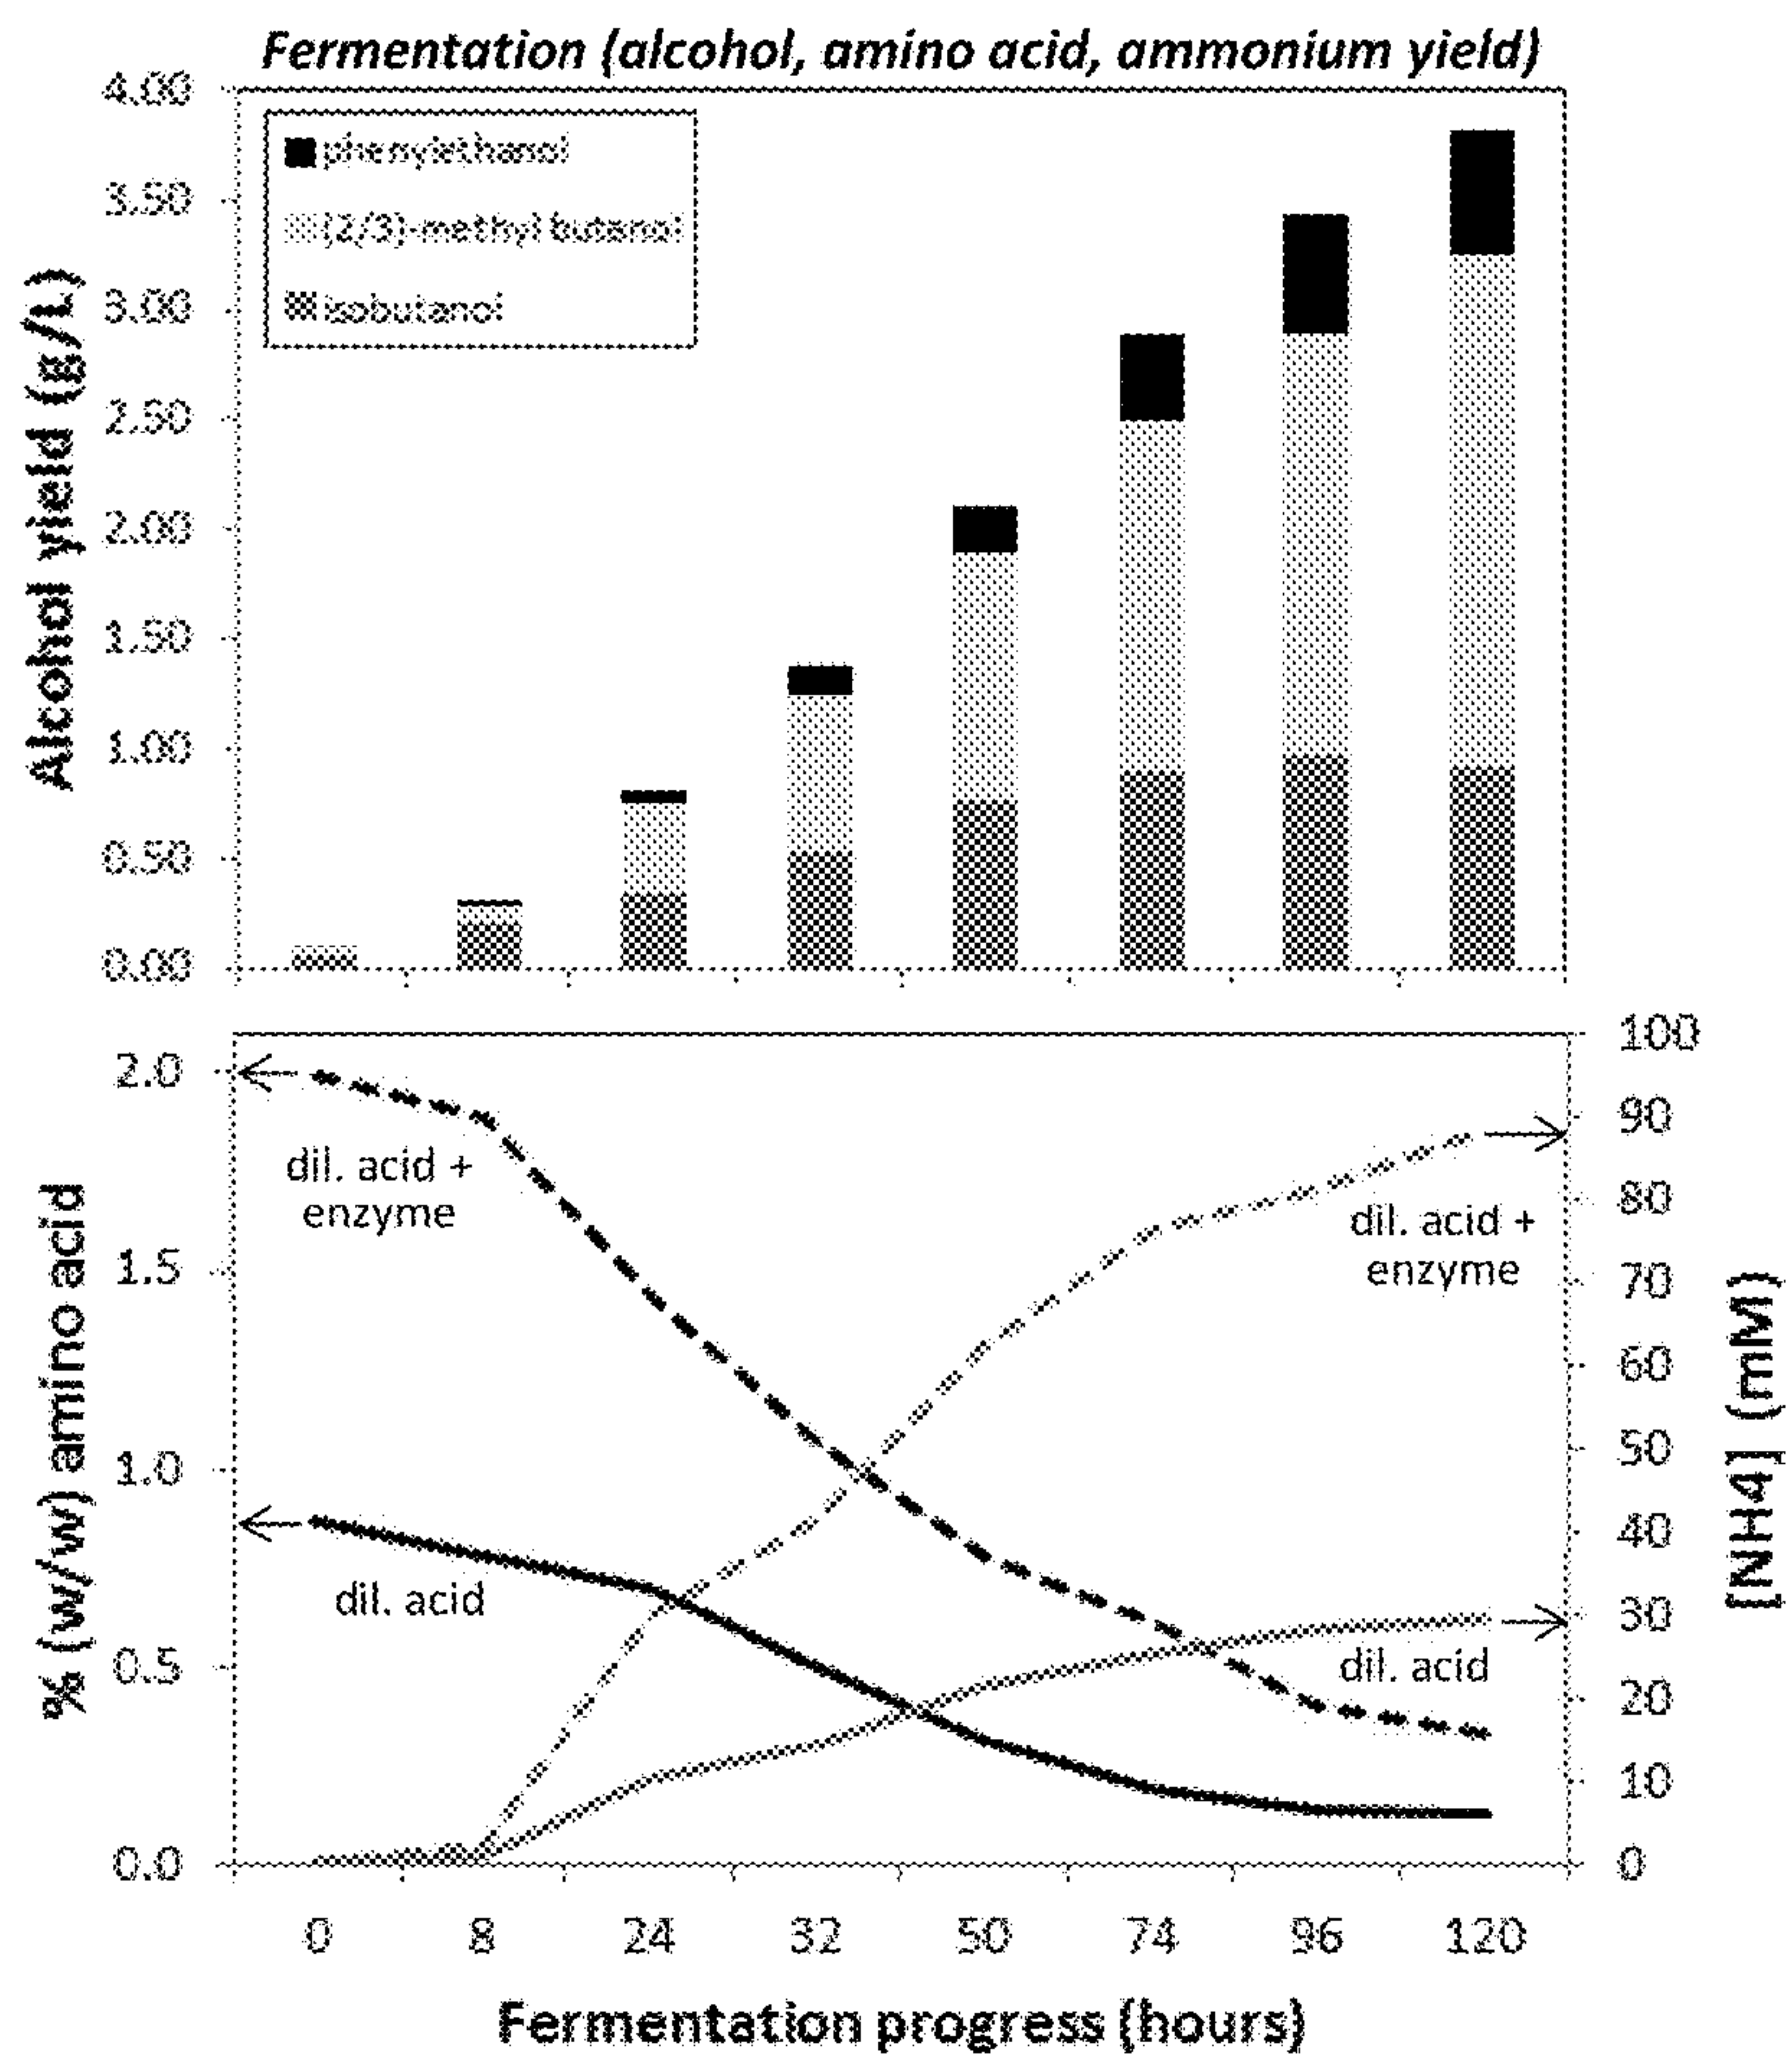 Fermentation (alcohol, amino acid, ammonium yield)
4.00
3.50
3.00
2.50
2.00
1.50
1.00
0.50
0.00
Alcohol yield (g/L)
phenylethanol
(2/3)-methyl butanol
isobutanol
2.0
1.5
1.0
0.5
0.0
% (w/w) amino acid
dil. acid +
enzyme
dil. acid
dil. acid +
enzyme
dil. acid
100
90
80
70
60
50
40
30
20
10
0
[NH4] (mM)
0 8 24 32 50 74 96 120
Fermentation progress (hours)